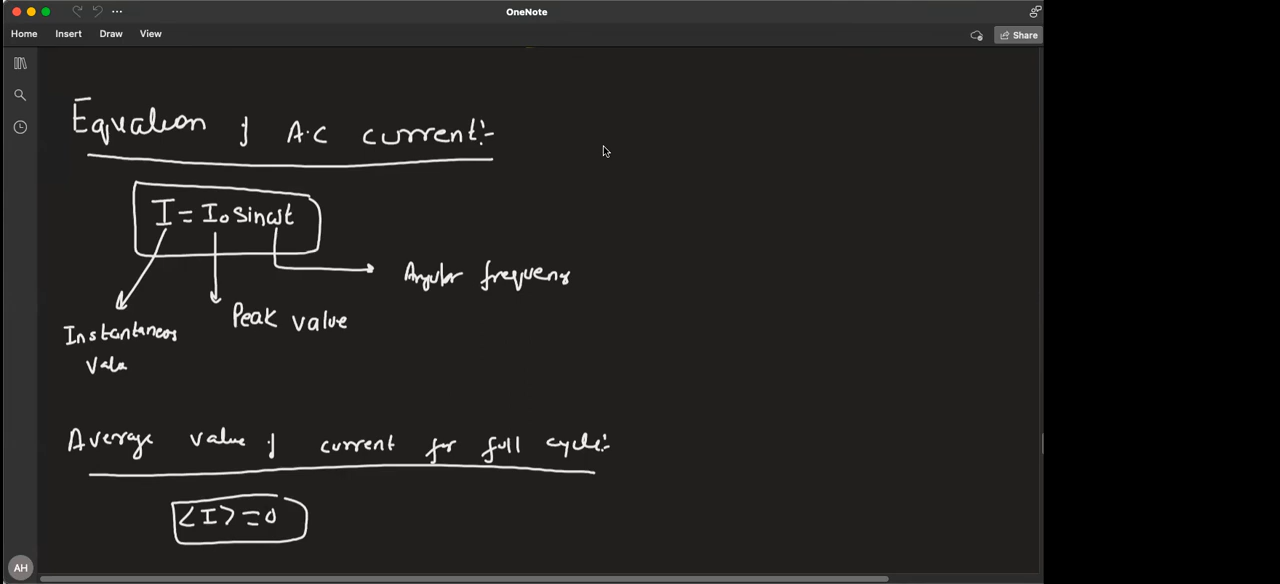 OneNote
Home Insert Draw View
Share
Equation of A.C current:-
I = I₀ sinωt
Angular frequency
Peak value
Instantaneous
Value
Average value of current for full cycle:-
<I> = 0
AH